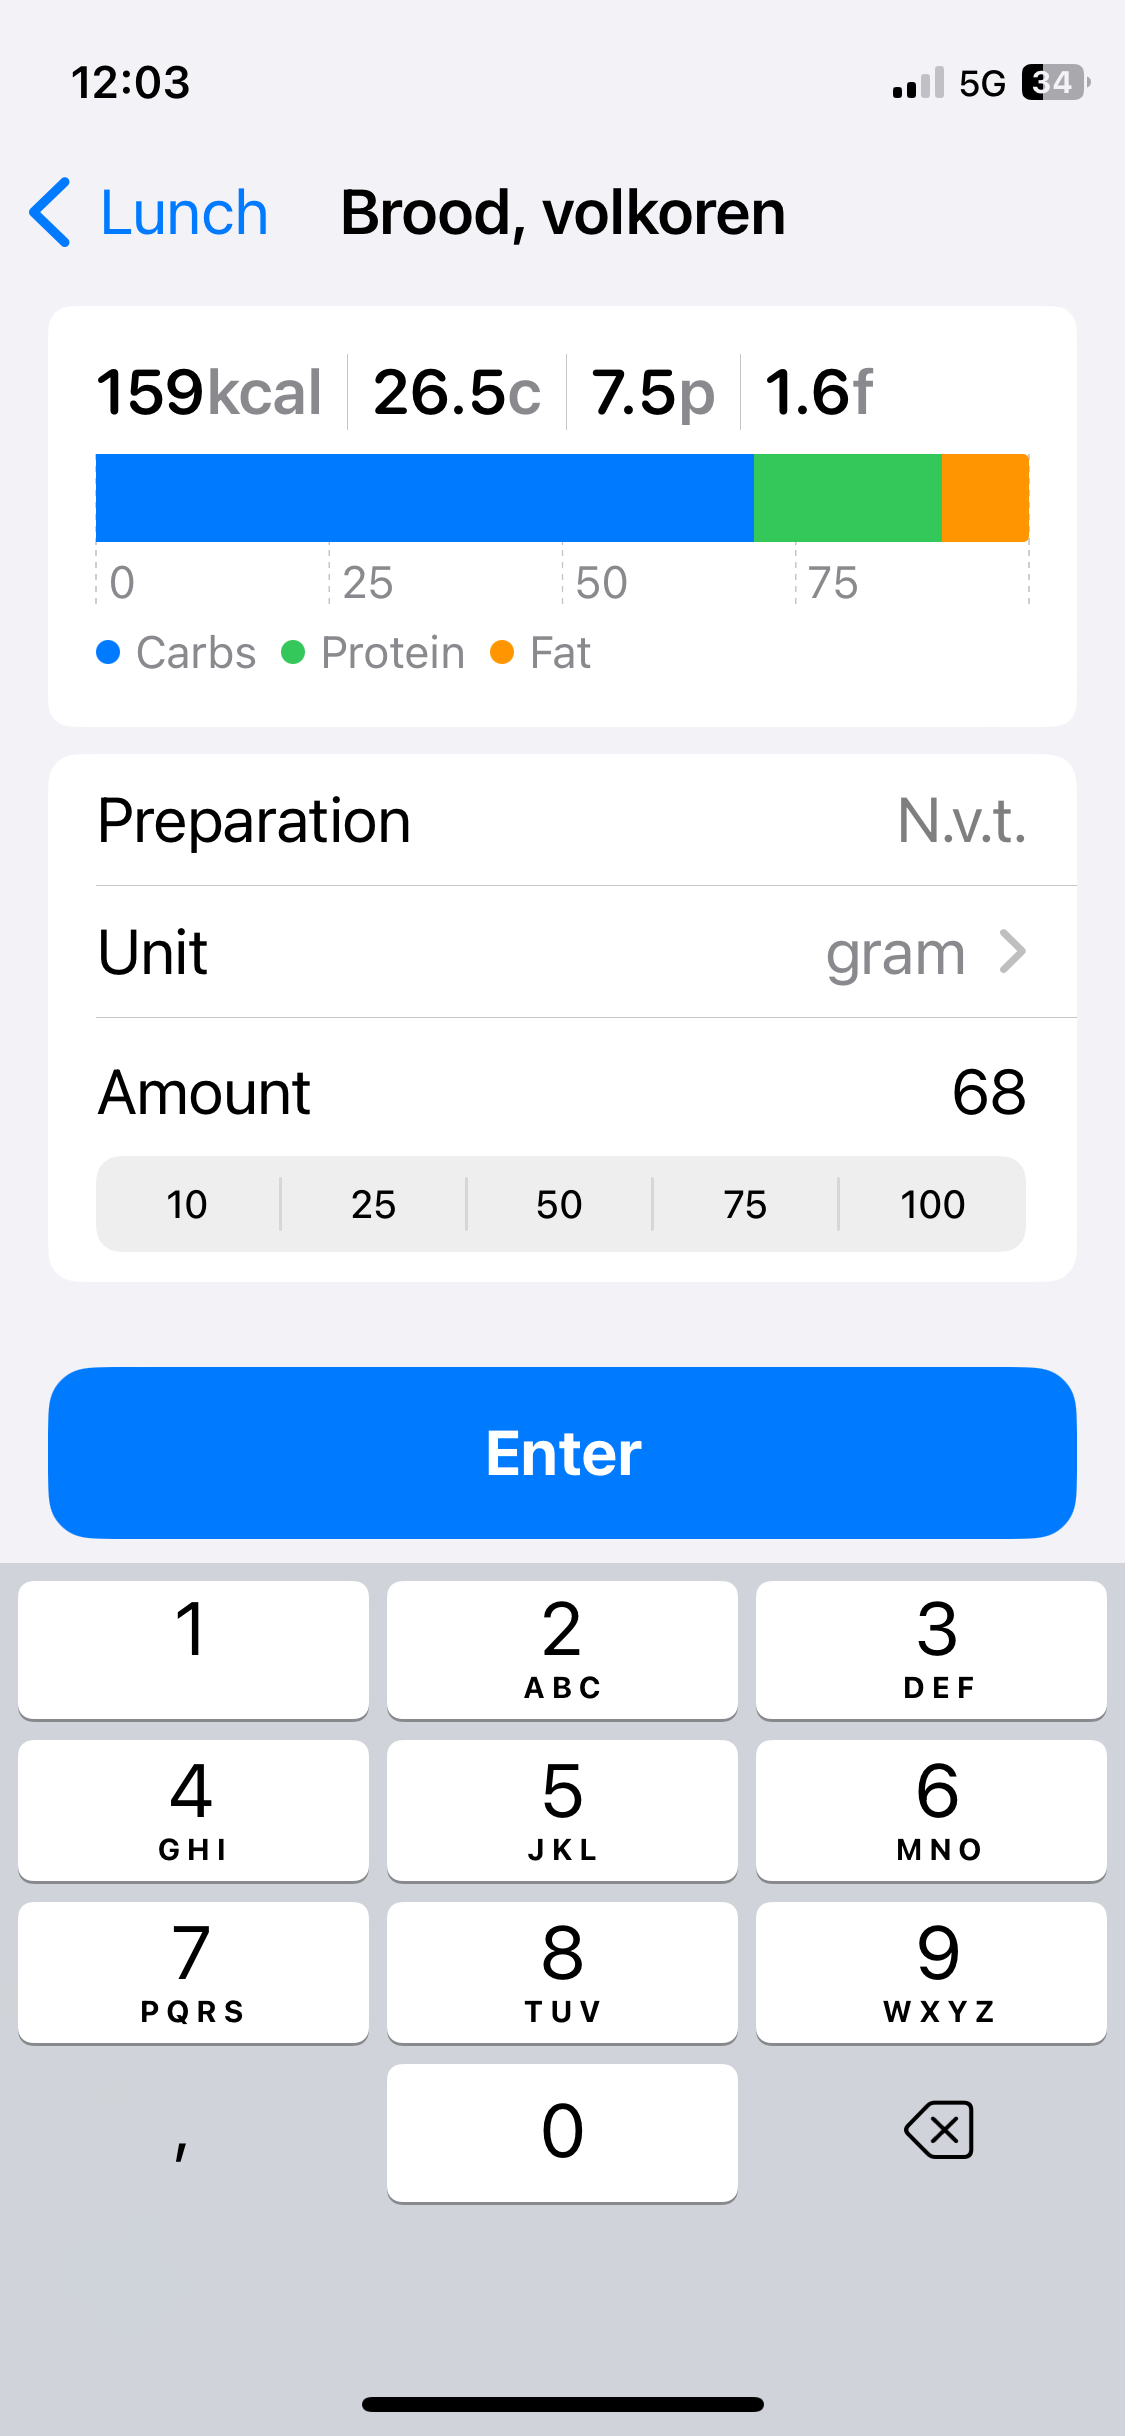 12:03 5G 34
Lunch Brood, volkoren
159kcal 26.5c 7.5p 1.6f
0 25 50 75
Carbs Protein Fat
Preparation N.v.t.
Unit gram
Amount 68
10 25 50 75 100
Enter
1 2 3
ABC DEF
4 5 6
GHI JKL MNO
7 8 9
PQRS TUV WXYZ
, 0